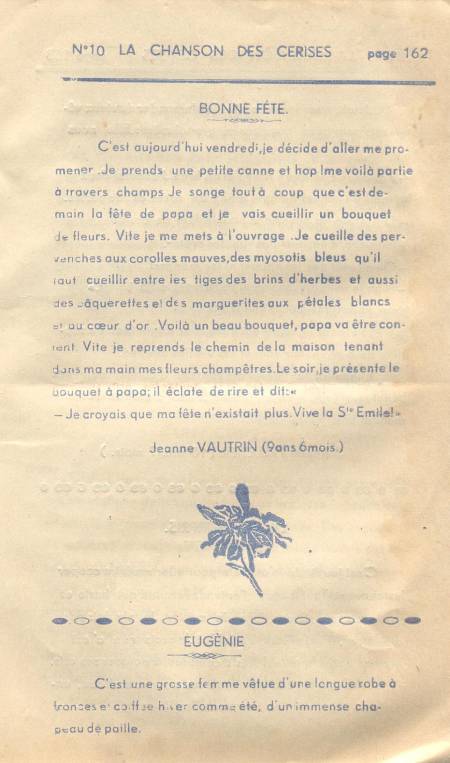 N°10 LA CHANSON DES CERISES page 162
BONNE FÉTE.
C'est aujourd'hui vendredi,je décide d'aller me pro-
mener .Je prends une petite canne et hop !me voilà partie
à travers champs Je songe tout à coup que c'est de-
main la fête de papa et je vais cueillir un bouquet
de fleurs. Vite je me mets à l'ouvrage .Je cueille des per-
venches aux corolles mauves,des myosotis bleus qu'il
faut cueillir entre les tiges des brins d'herbes et aussi
des pâquerettes et des marguerites aux pétales blancs
et au cœur d'or .Voilà un beau bouquet, papa va être con-
tent. Vite je reprends le chemin de la maison tenant
dans ma main mes fleurs champêtres.Le soir,je présente le
bouquet à papa; il éclate de rire et dit:«
— Je croyais que ma fête n'existait plus.Vive la Ste Emile!»
Jeanne VAUTRIN (9ans 6mois.)
EUGÈNIE
C'est une grosse femme vêtue d'une longue robe à
fronces et coiffue hiver comme été, d'un immense cha-
peau de paille.